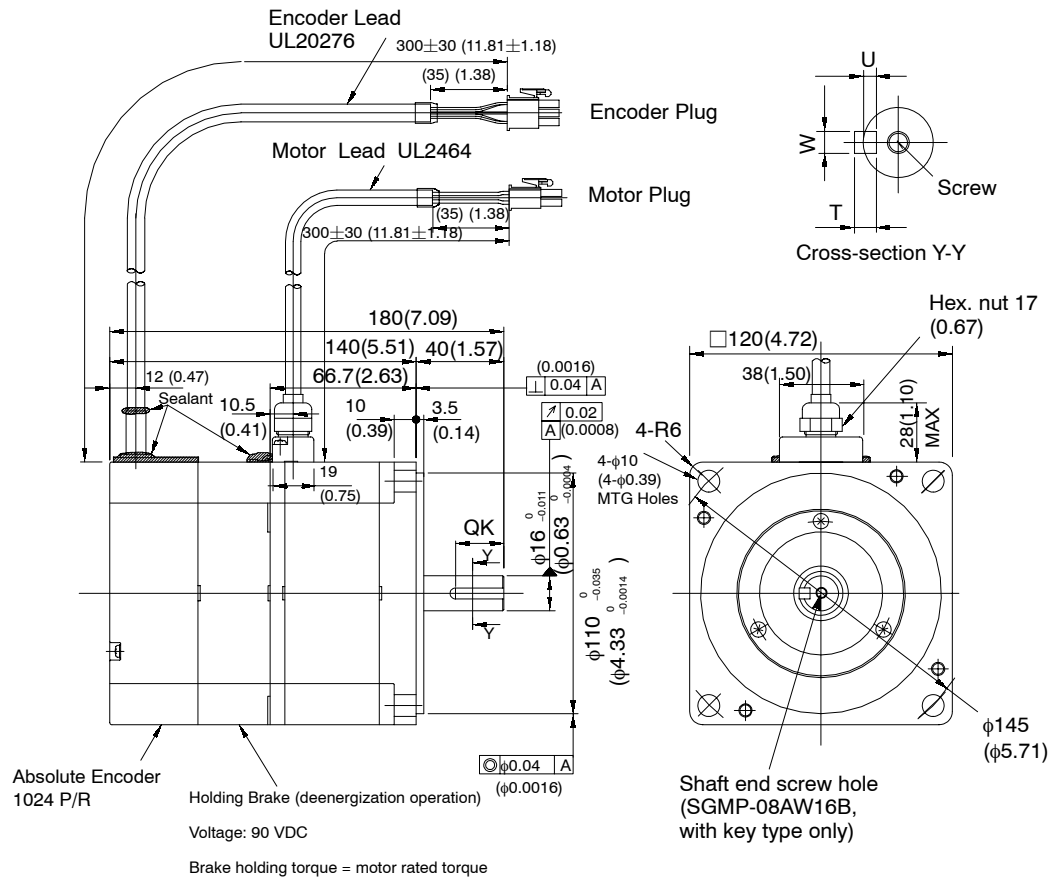 Encoder Lead
UL20276
300±30 (11.81±1.18)
(35) (1.38)
Encoder Plug
Motor Lead UL2464
Motor Plug
(35) (1.38)
300±30 (11.81±1.18)
U
W
T
Screw
Cross-section Y-Y
180(7.09)
140(5.51)
40(1.57)
66.7(2.63)
12 (0.47)
Sealant
10.5
(0.41)
10
(0.39)
3.5
(0.14)
19
(0.75)
(0.0016)
⊥ 0.04 A
↗ 0.02
A (0.0008)
QK
Y
Y
φ16 0 -0.011
(φ0.63 0 -0.0004)
φ110 0 -0.035
(φ4.33 0 -0.0014)
◎ φ0.04 A
(φ0.0016)
Absolute Encoder
1024 P/R
Holding Brake (deenergization operation)
Voltage: 90 VDC
Brake holding torque = motor rated torque
Hex. nut 17
(0.67)
□120(4.72)
38(1.50)
28(1.10)
MAX
4-R6
4-φ10
(4-φ0.39)
MTG Holes
φ145
(φ5.71)
Shaft end screw hole
(SGMP-08AW16B,
with key type only)